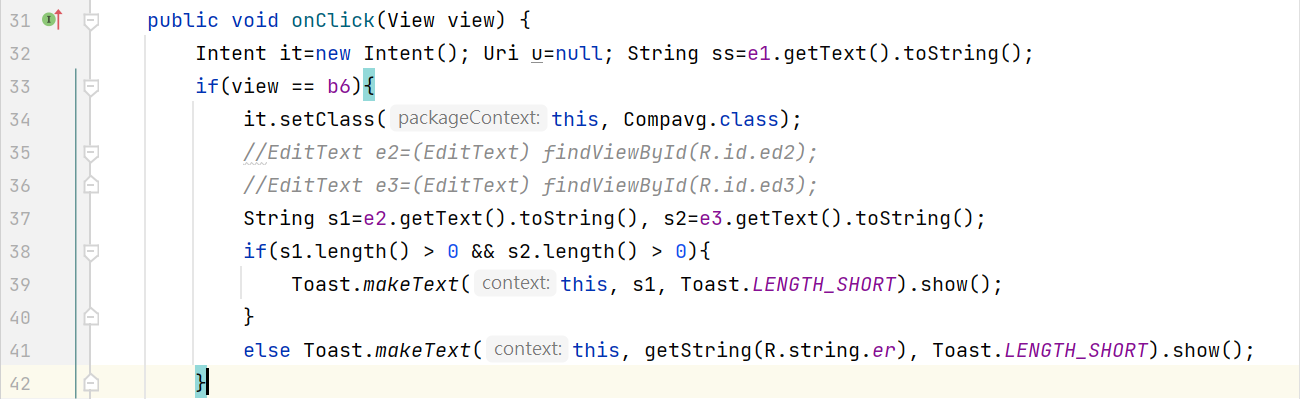 31 public void onClick(View view) {
32 Intent it=new Intent(); Uri u=null; String ss=e1.getText().toString();
33 if(view == b6){
34 it.setClass( packageContext: this, Compavg.class);
35 //EditText e2=(EditText) findViewById(R.id.ed2);
36 //EditText e3=(EditText) findViewById(R.id.ed3);
37 String s1=e2.getText().toString(), s2=e3.getText().toString();
38 if(s1.length() > 0 && s2.length() > 0){
39 Toast.makeText( context: this, s1, Toast.LENGTH_SHORT).show();
40 }
41 else Toast.makeText( context: this, getString(R.string.er), Toast.LENGTH_SHORT).show();
42 }